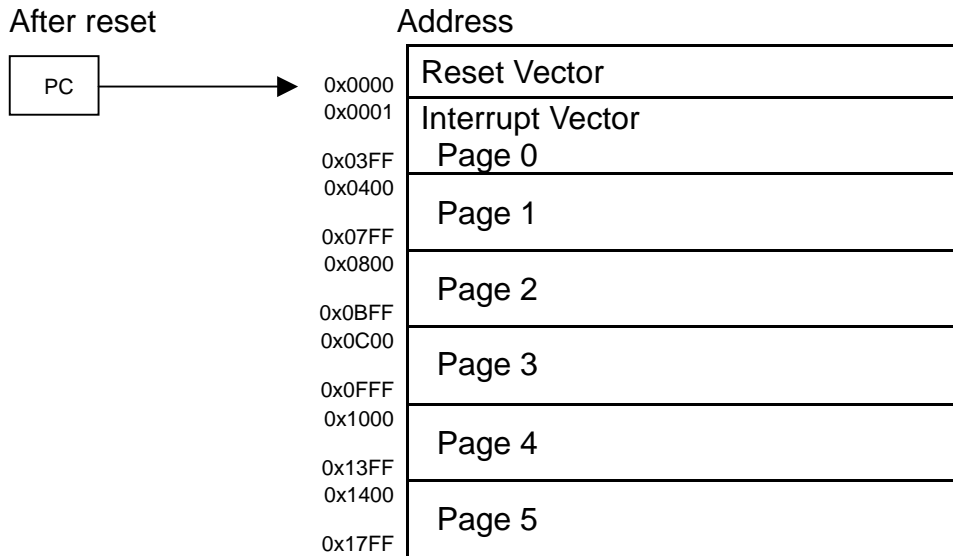 After reset
Address
PC
0x0000
Reset Vector
0x0001
Interrupt Vector
Page 0
0x03FF
0x0400
Page 1
0x07FF
0x0800
Page 2
0x0BFF
0x0C00
Page 3
0x0FFF
0x1000
Page 4
0x13FF
0x1400
Page 5
0x17FF